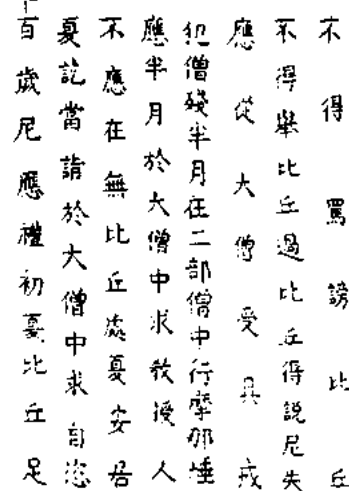 不得罵謗比丘
不得舉比丘過比丘得說尼失
應從大僧受具戒
犯僧殘半月在二部僧中行摩那埵
應半月於大僧中求教授人
不應在無比丘處夏安居
夏訖當詣於大僧中求自恣
百歲尼應禮初夏比丘足